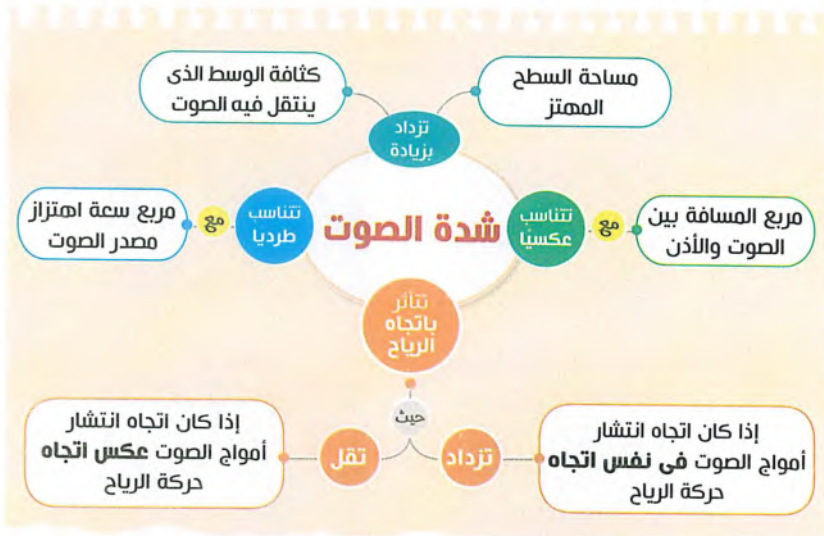 مساحة السطح
المهتز
كثافة الوسط الذى
ينتقل فيه الصوت
تزداد
بزيادة
شدة الصوت
تتناسب
عكسيًا
مع
مربع المسافة بين
الصوت والأذن
تتناسب
طرديا
مع
مربع سعة اهتزاز
مصدر الصوت
تتأثر
باتجاه
الرياح
حيث
تزداد
إذا كان اتجاه انتشار
أمواج الصوت فى نفس اتجاه
حركة الرياح
تقل
إذا كان اتجاه انتشار
أمواج الصوت عكس اتجاه
حركة الرياح